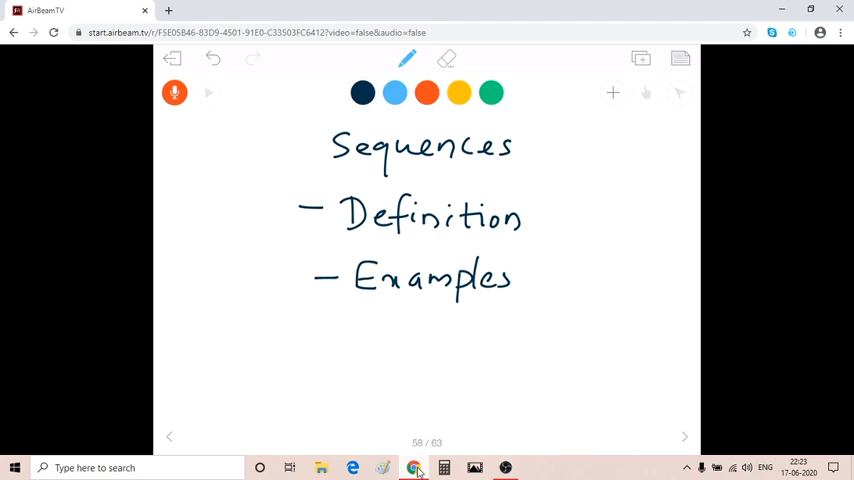 AirBeamTV
start.airbeam.tv/r/F5E05B46-83D9-4501-91E0-C33503FC6412?video=false&audio=false
Sequences
- Definition
- Examples
58 / 63
Type here to search
ENG
22:23
17-06-2020